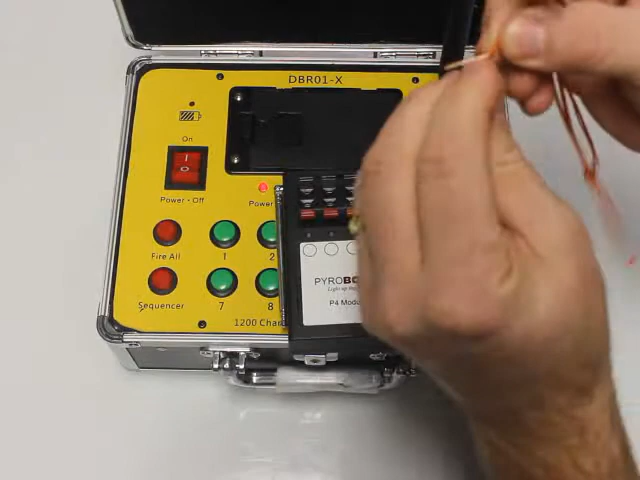 DBR01-X
On
Power - Off
Power
Fire All
1
2
PYROBO
P4 Modu
Sequencer
7
8
1200 Chan